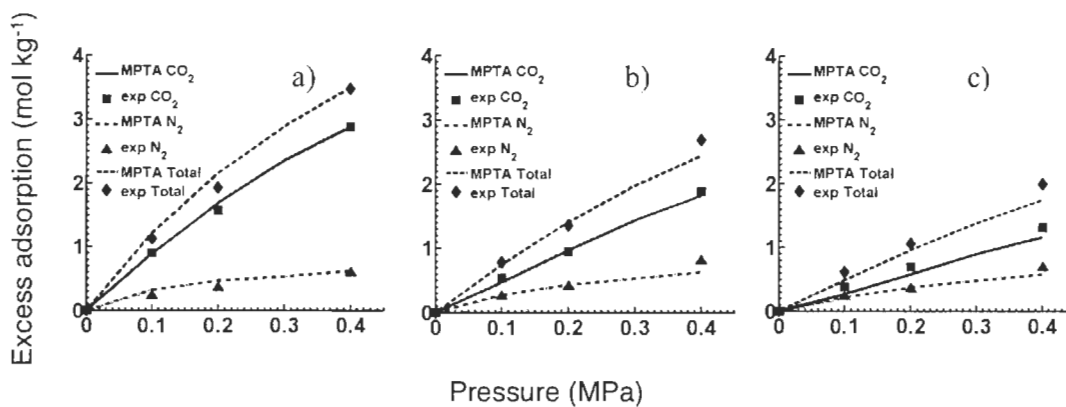 Excess adsorption (mol kg⁻¹)
4
3
2
1
0
MPTA CO₂
exp CO₂
MPTA N₂
exp N₂
MPTA Total
exp Total
a)
0 0.1 0.2 0.3 0.4
4
3
2
1
0
MPTA CO₂
exp CO₂
MPTA N₂
exp N₂
MPTA Total
exp Total
b)
0 0.1 0.2 0.3 0.4
4
3
2
1
0
MPTA CO₂
exp CO₂
MPTA N₂
exp N₂
MPTA Total
exp Total
c)
0 0.1 0.2 0.3 0.4
Pressure (MPa)